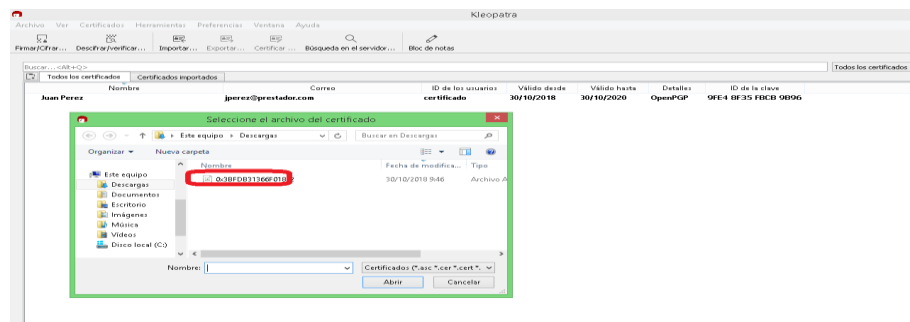 Kleopatra
Archivo Ver Certificados Herramientas Preferencias Ventana Ayuda
Firmar/Cifrar... Descifrar/verificar... Importar... Exportar... Certificar ... Búsqueda en el servidor... Bloc de notas
Buscar...<Alt+Q> Todos los certificados
Todos los certificados Certificados importados
Nombre Correo ID de los usuarios Válido desde Válido hasta Detalles ID de la clave
Juan Perez jperez@prestador.com certificado 30/10/2018 30/10/2020 OpenPGP 9FE4 8F35 FBCB 9B96
Seleccione el archivo del certificado
Este equipo Descargas Buscar en Descargas
Organizar Nueva carpeta
Nombre Fecha de modifica... Tipo
Este equipo
Descargas 30/10/2018 9:46 Archivo A
Documentos
Escritorio
Imágenes
Música
Vídeos
Disco local (C:)
Nombre: Certificados (*.asc *.cer *.cert *.
Abrir Cancelar